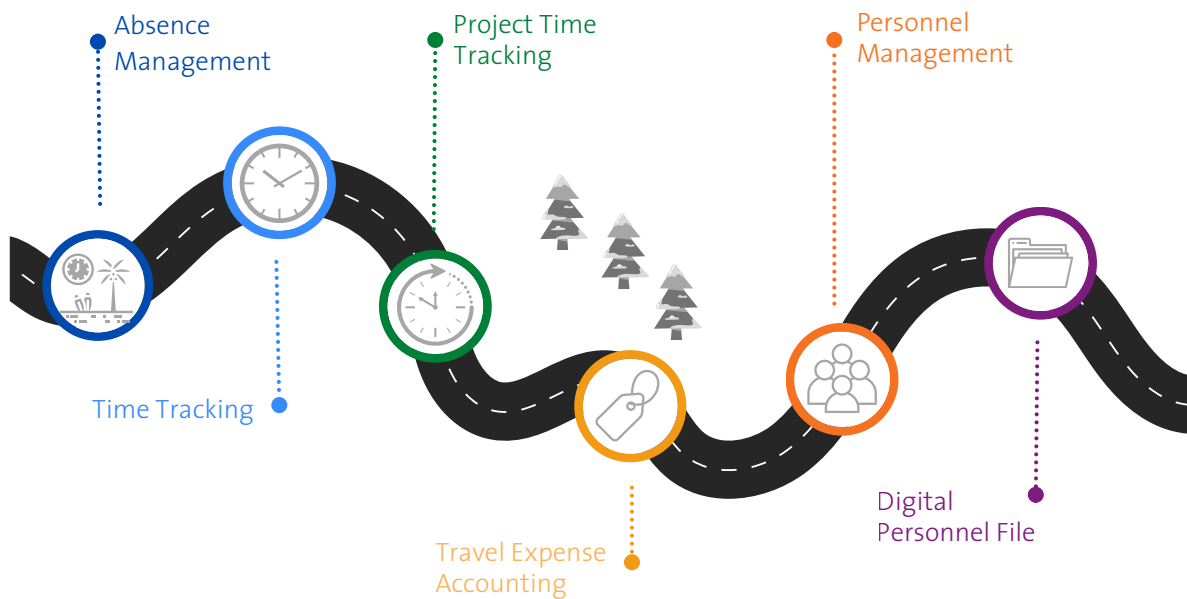 Absence
Management
Project Time
Tracking
Personnel
Management
Time Tracking
Digital
Personnel File
Travel Expense
Accounting